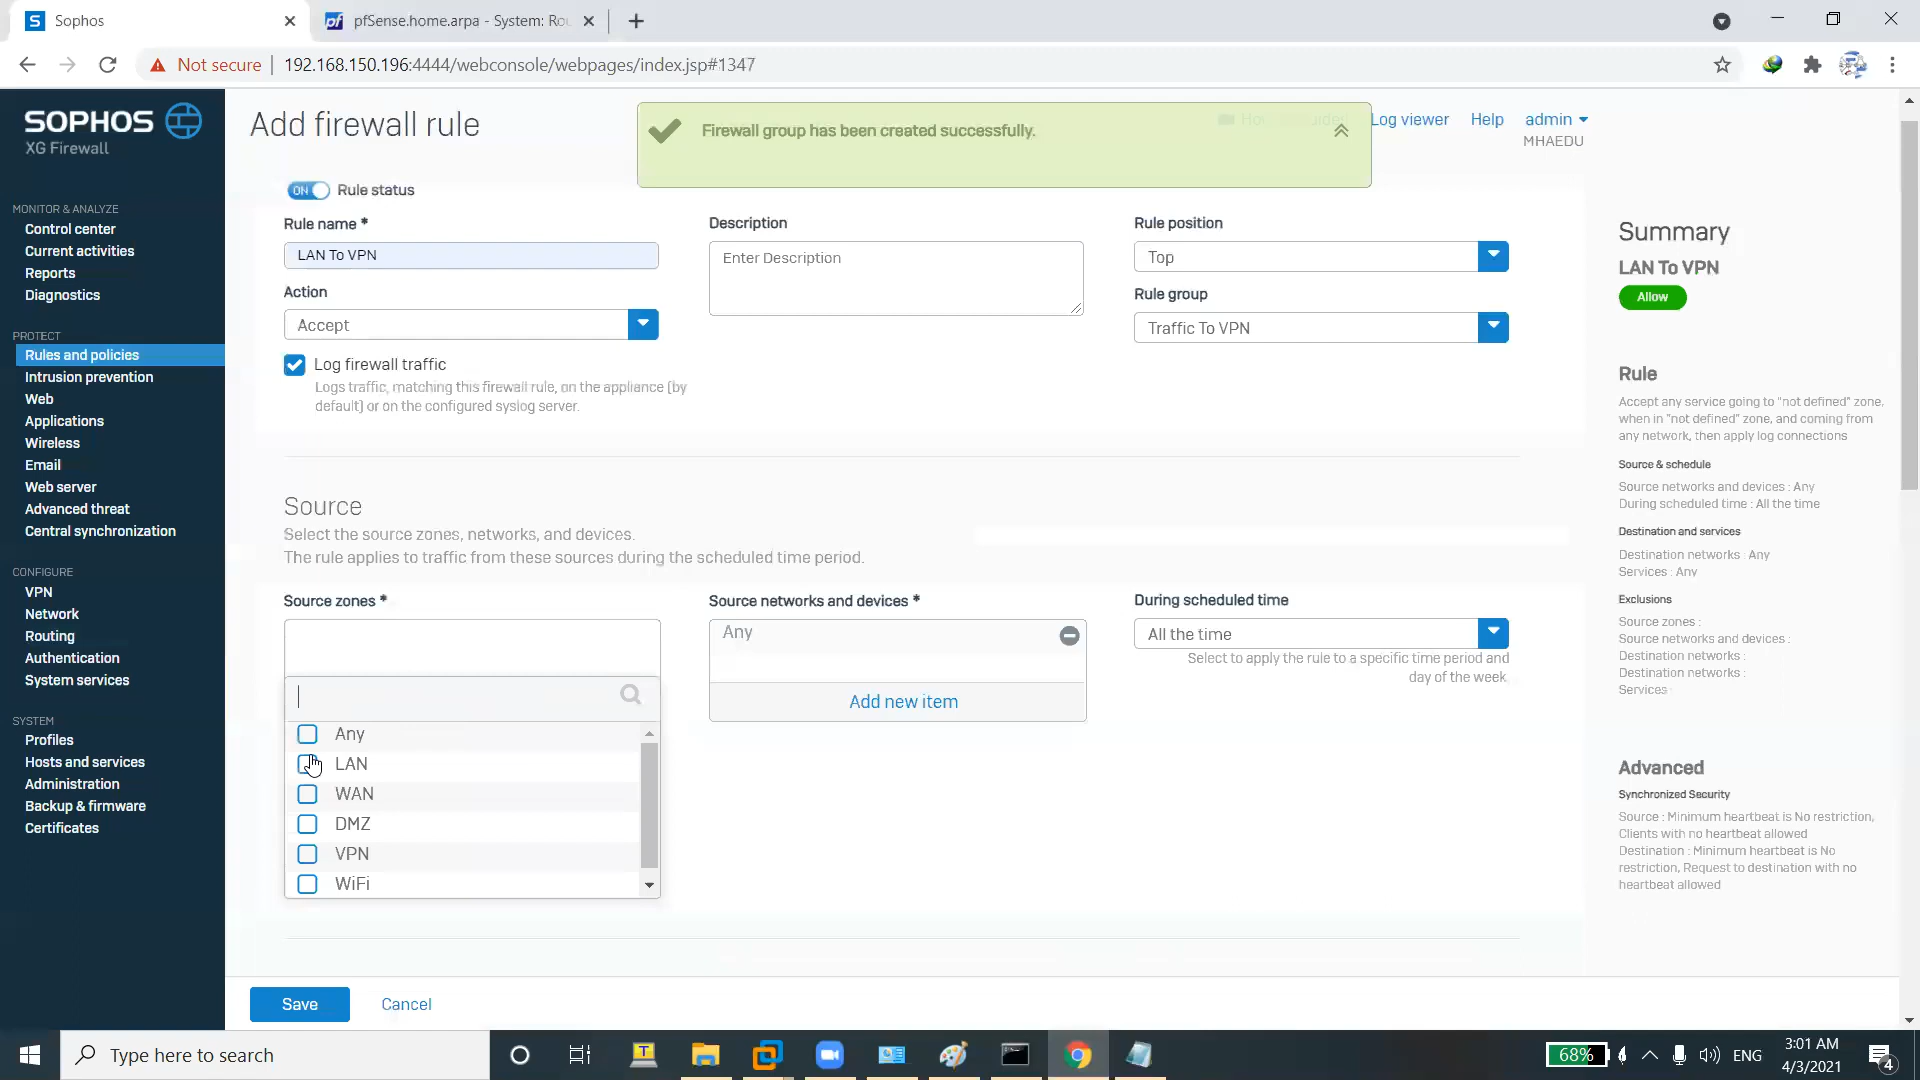 Sophos
pfSense.home.arpa - System: Rou
Not secure
192.168.150.196:4444/webconsole/webpages/index.jsp#1347
SOPHOS
XG Firewall
MONITOR & ANALYZE
Control center
Current activities
Reports
Diagnostics
PROTECT
Rules and policies
Intrusion prevention
Web
Applications
Wireless
Email
Web server
Advanced threat
Central synchronization
CONFIGURE
VPN
Network
Routing
Authentication
System services
SYSTEM
Profiles
Hosts and services
Administration
Backup & firmware
Certificates
Add firewall rule
Firewall group has been created successfully.
Log viewer
Help
admin
MHAEDU
ON
Rule status
Rule name *
LAN To VPN
Action
Accept
Log firewall traffic
Logs traffic, matching this firewall rule, on the appliance (by
default) or on the configured syslog server.
Description
Enter Description
Rule position
Top
Rule group
Traffic To VPN
Source
Select the source zones, networks, and devices.
The rule applies to traffic from these sources during the scheduled time period.
Source zones *
Any
LAN
WAN
DMZ
VPN
WiFi
Source networks and devices *
Any
Add new item
During scheduled time
All the time
Select to apply the rule to a specific time period and
day of the week.
Save
Cancel
Summary
LAN To VPN
Allow
Rule
Accept any service going to "not defined" zone,
when in "not defined" zone, and coming from
any network, then apply log connections
Source & schedule
Source networks and devices : Any
During scheduled time : All the time
Destination and services
Destination networks : Any
Services : Any
Exclusions
Source zones :
Source networks and devices :
Destination networks :
Destination networks :
Services
Advanced
Synchronized Security
Source : Minimum heartbeat is No restriction,
Clients with no heartbeat allowed
Destination : Minimum heartbeat is No
restriction, Request to destination with no
heartbeat allowed
Type here to search
68%
ENG
3:01 AM
4/3/2021
4